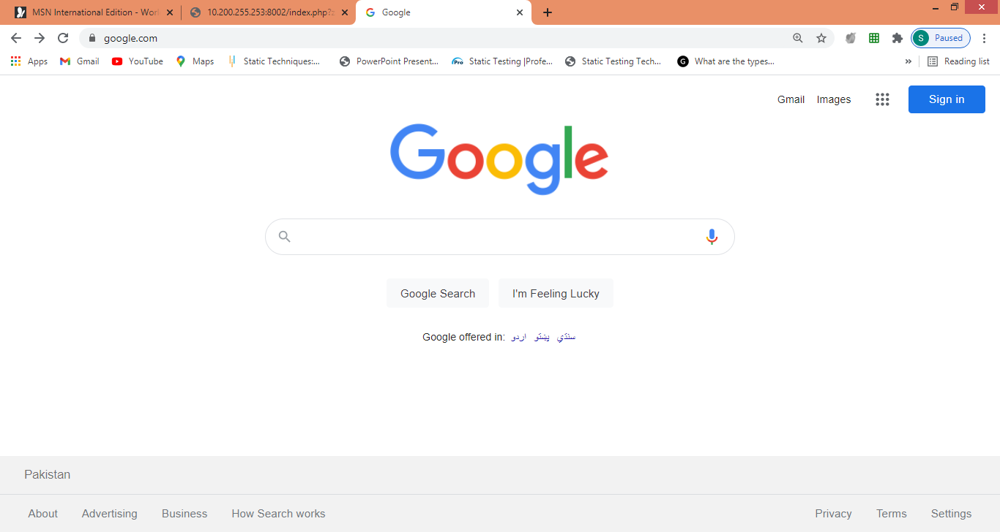 MSN International Edition - Worl
10.200.255.253:8002/index.php?z
Google
google.com
S Paused
Apps Gmail YouTube Maps Static Techniques:... PowerPoint Present... Static Testing |Profe... Static Testing Tech... G What are the types... » Reading list
Gmail Images Sign in
Google
Google Search I'm Feeling Lucky
Google offered in: اردو پښتو سنڌي
Pakistan
About Advertising Business How Search works Privacy Terms Settings